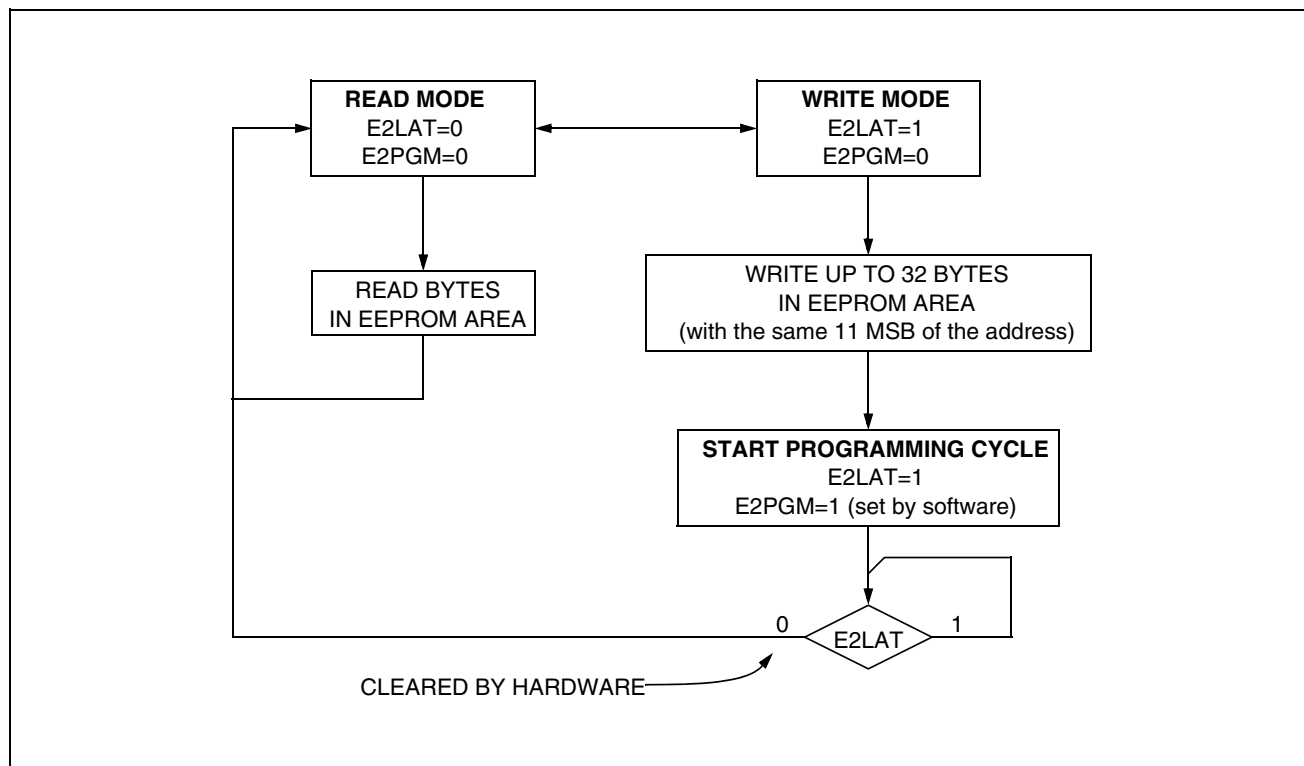 READ MODE
E2LAT=0
E2PGM=0
WRITE MODE
E2LAT=1
E2PGM=0
READ BYTES
IN EEPROM AREA
WRITE UP TO 32 BYTES
IN EEPROM AREA
(with the same 11 MSB of the address)
START PROGRAMMING CYCLE
E2LAT=1
E2PGM=1 (set by software)
0
E2LAT
1
CLEARED BY HARDWARE